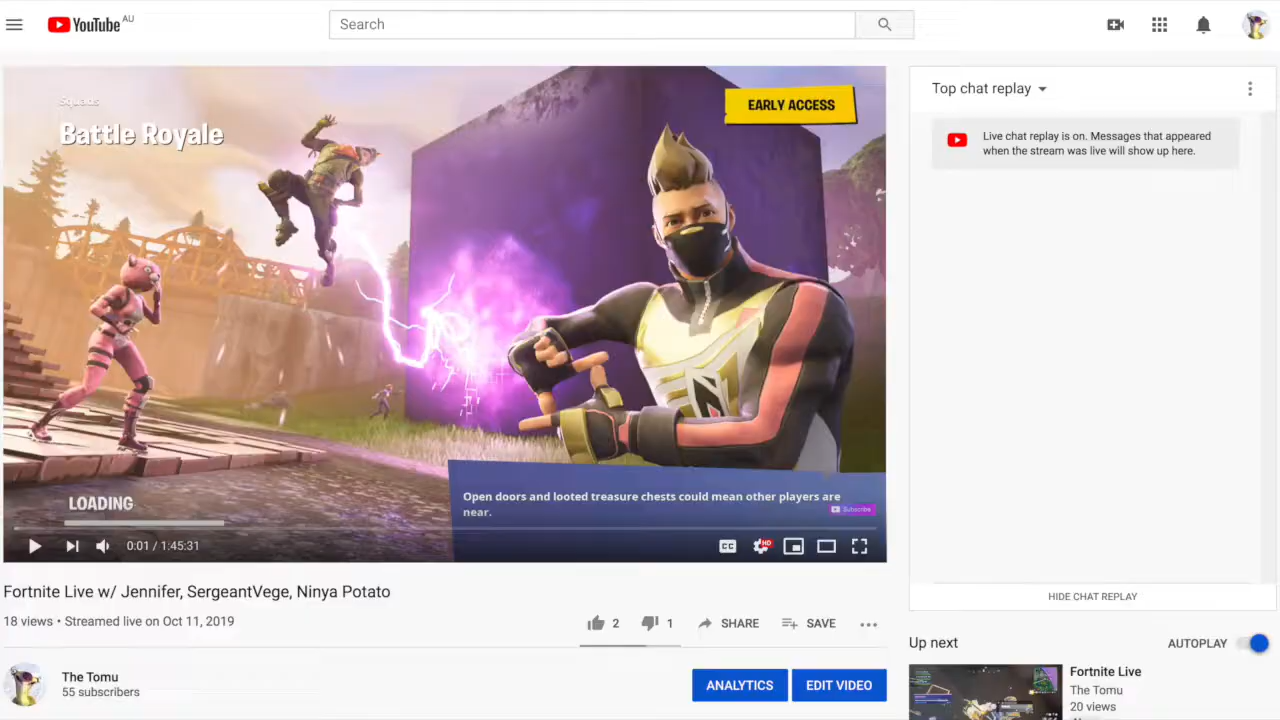 YouTube AU
Search
Squads
Battle Royale
EARLY ACCESS
LOADING
Open doors and looted treasure chests could mean other players are
near.
Subscribe
0:01 / 1:45:31
CC
HD
Fortnite Live w/ Jennifer, SergeantVege, Ninya Potato
18 views • Streamed live on Oct 11, 2019
2
1
SHARE
SAVE
The Tomu
55 subscribers
ANALYTICS
EDIT VIDEO
Top chat replay
Live chat replay is on. Messages that appeared
when the stream was live will show up here.
HIDE CHAT REPLAY
Up next
AUTOPLAY
Fortnite Live
The Tomu
20 views